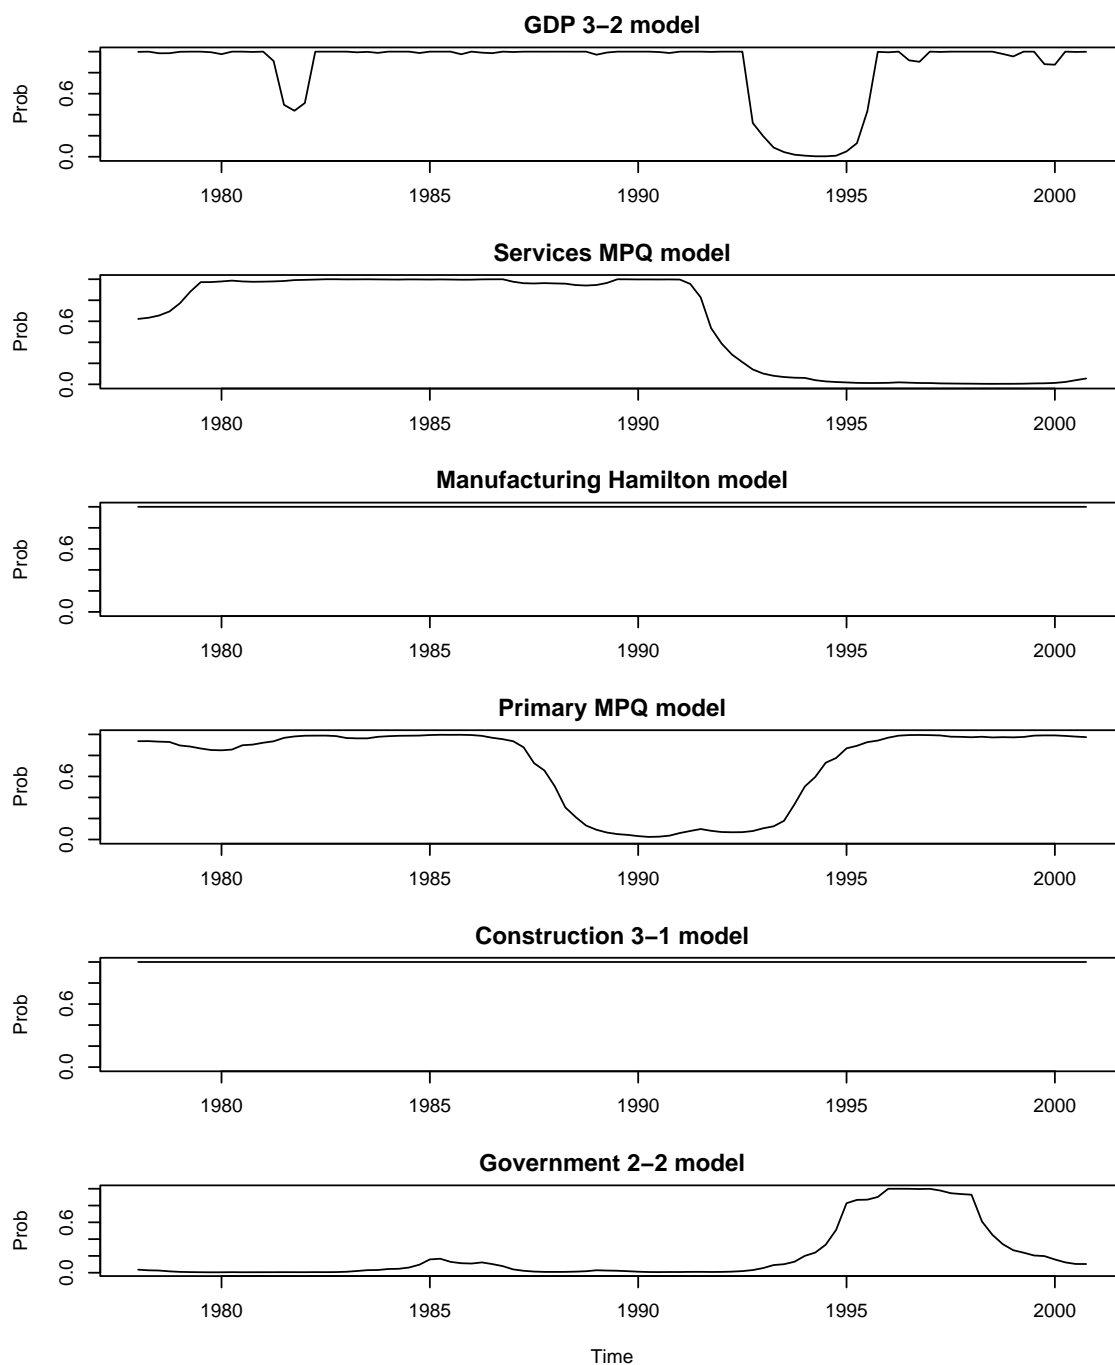 GDP 3−2 model
Prob
0.6
0.0
1980 1985 1990 1995 2000
Services MPQ model
Prob
0.6
0.0
1980 1985 1990 1995 2000
Manufacturing Hamilton model
Prob
0.6
0.0
1980 1985 1990 1995 2000
Primary MPQ model
Prob
0.6
0.0
1980 1985 1990 1995 2000
Construction 3−1 model
Prob
0.6
0.0
1980 1985 1990 1995 2000
Government 2−2 model
Prob
0.6
0.0
1980 1985 1990 1995 2000
Time